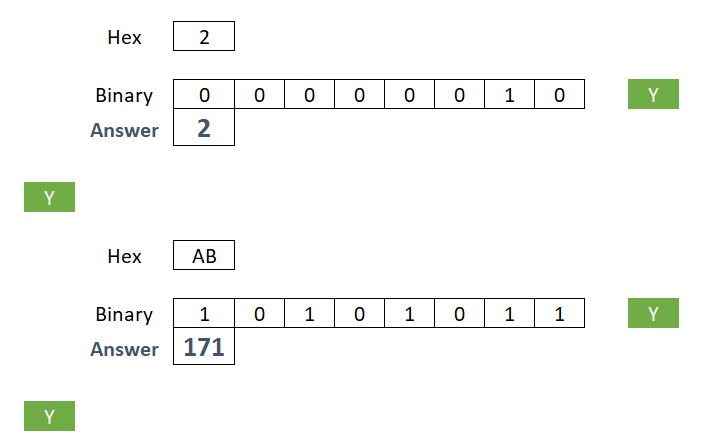 Hex 2
Binary 0 0 0 0 0 0 1 0 Y
Answer 2
Y
Hex AB
Binary 1 0 1 0 1 0 1 1 Y
Answer 171
Y